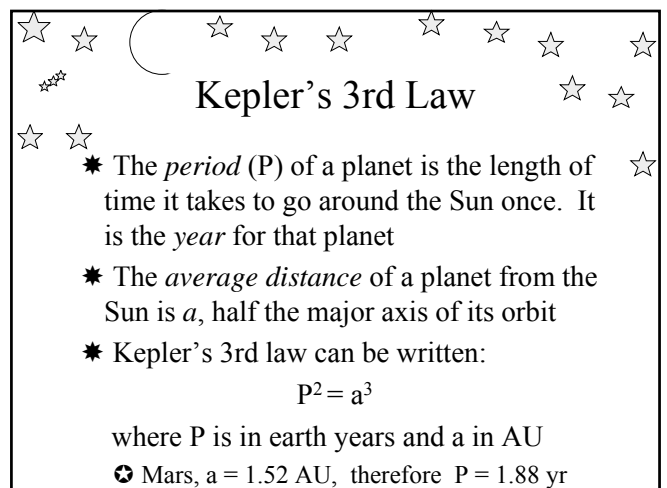 Kepler’s 3rd Law
✸ The period (P) of a planet is the length of
time it takes to go around the Sun once.  It
is the year for that planet
✸ The average distance of a planet from the
Sun is a, half the major axis of its orbit
✸ Kepler’s 3rd law can be written:
P² = a³
where P is in earth years and a in AU
✪ Mars, a = 1.52 AU,  therefore  P = 1.88 yr